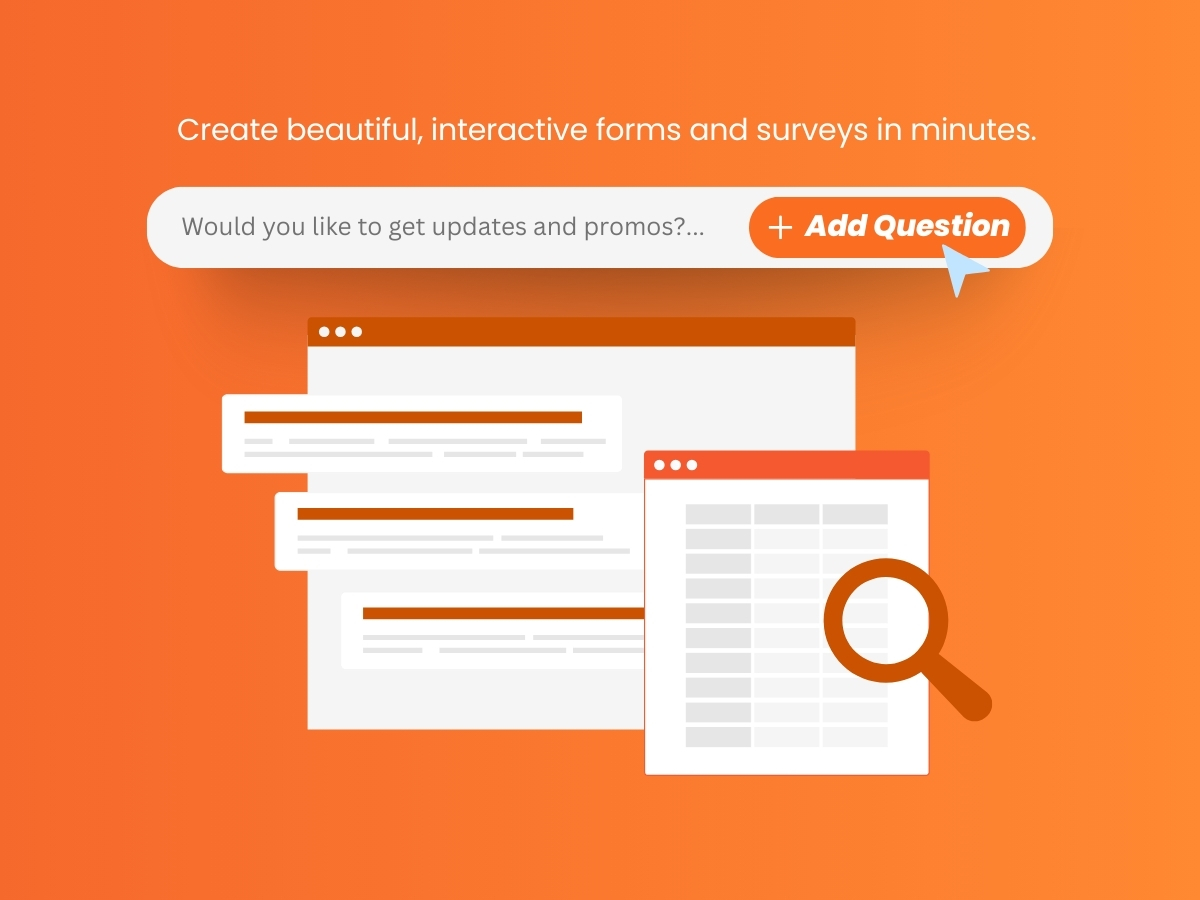 Create beautiful, interactive forms and surveys in minutes.
Would you like to get updates and promos?...
+ Add Question